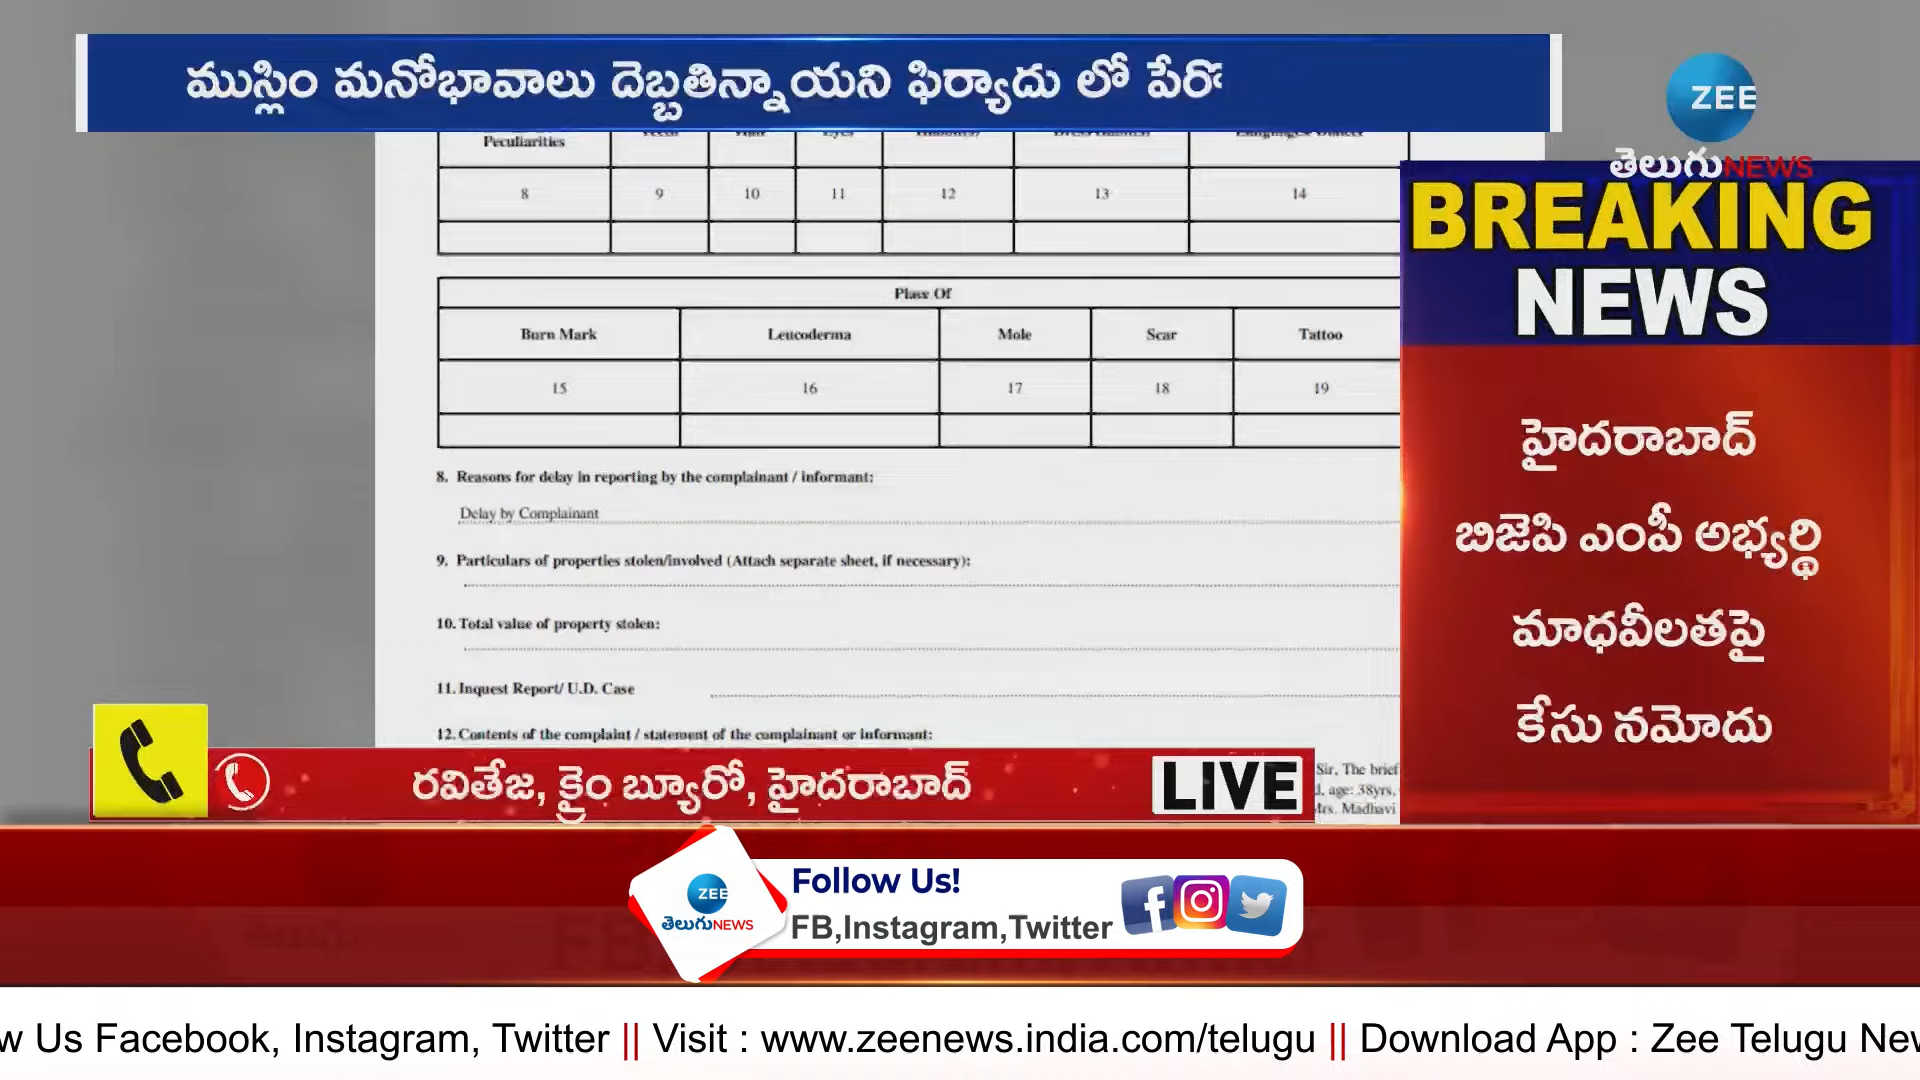 ముస్లిం మనోభావాలు దెబ్బతిన్నాయని ఫిర్యాదు లో
ZEE
తెలుగు NEWS
BREAKING
NEWS
హైదరాబాద్
బిజెపి ఎంపీ అభ్యర్థి
మాధవీలతపై
కేసు నమోదు
Peculiarities
8 9 10 11 12 13 14
Place Of
Burn Mark Leucoderma Mole Scar Tattoo
15 16 17 18 19
8. Reasons for delay in reporting by the complainant / informant:
Delay by Complainant
9. Particulars of properties stolen/involved (Attach separate sheet, if necessary):
10. Total value of property stolen:
11. Inquest Report/ U.D. Case
12. Contents of the complaint / statement of the complainant or informant:
Sir, The brief
age: 38yrs,
Mrs. Madhavi
రవితేజ, క్రైం బ్యూరో, హైదరాబాద్
LIVE
ZEE
తెలుగు NEWS
Follow Us!
FB,Instagram,Twitter
Us Facebook, Instagram, Twitter || Visit : www.zeenews.india.com/telugu || Download App : Zee Telugu